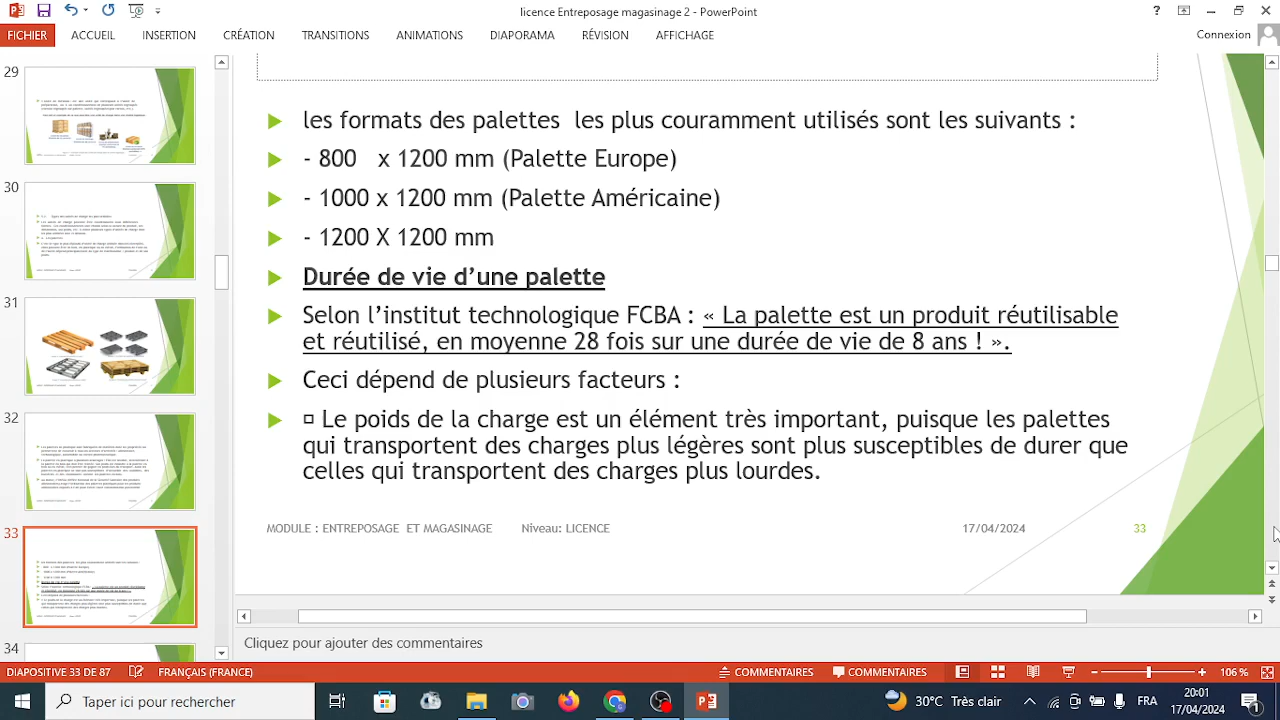 licence Entreposage magasinage 2 - PowerPoint
FICHIER ACCUEIL INSERTION CRÉATION TRANSITIONS ANIMATIONS DIAPORAMA RÉVISION AFFICHAGE
Connexion
29
30
31
32
33
34
les formats des palettes les plus couramment utilisés sont les suivants :
- 800 x 1200 mm (Palette Europe)
- 1000 x 1200 mm (Palette Américaine)
- 1200 X 1200 mm
Durée de vie d’une palette
Selon l’institut technologique FCBA : « La palette est un produit réutilisable
et réutilisé, en moyenne 28 fois sur une durée de vie de 8 ans ! ».
Ceci dépend de plusieurs facteurs :
Le poids de la charge est un élément très important, puisque les palettes
qui transportent des charges plus légères sont plus susceptibles de durer que
celles qui transportent des charges plus lourdes.
MODULE : ENTREPOSAGE ET MAGASINAGE Niveau: LICENCE 17/04/2024 33
Cliquez pour ajouter des commentaires
DIAPOSITIVE 33 DE 87 FRANÇAIS (FRANCE) COMMENTAIRES COMMENTAIRES 106 %
Taper ici pour rechercher
30°C
20:01
17/04/2024